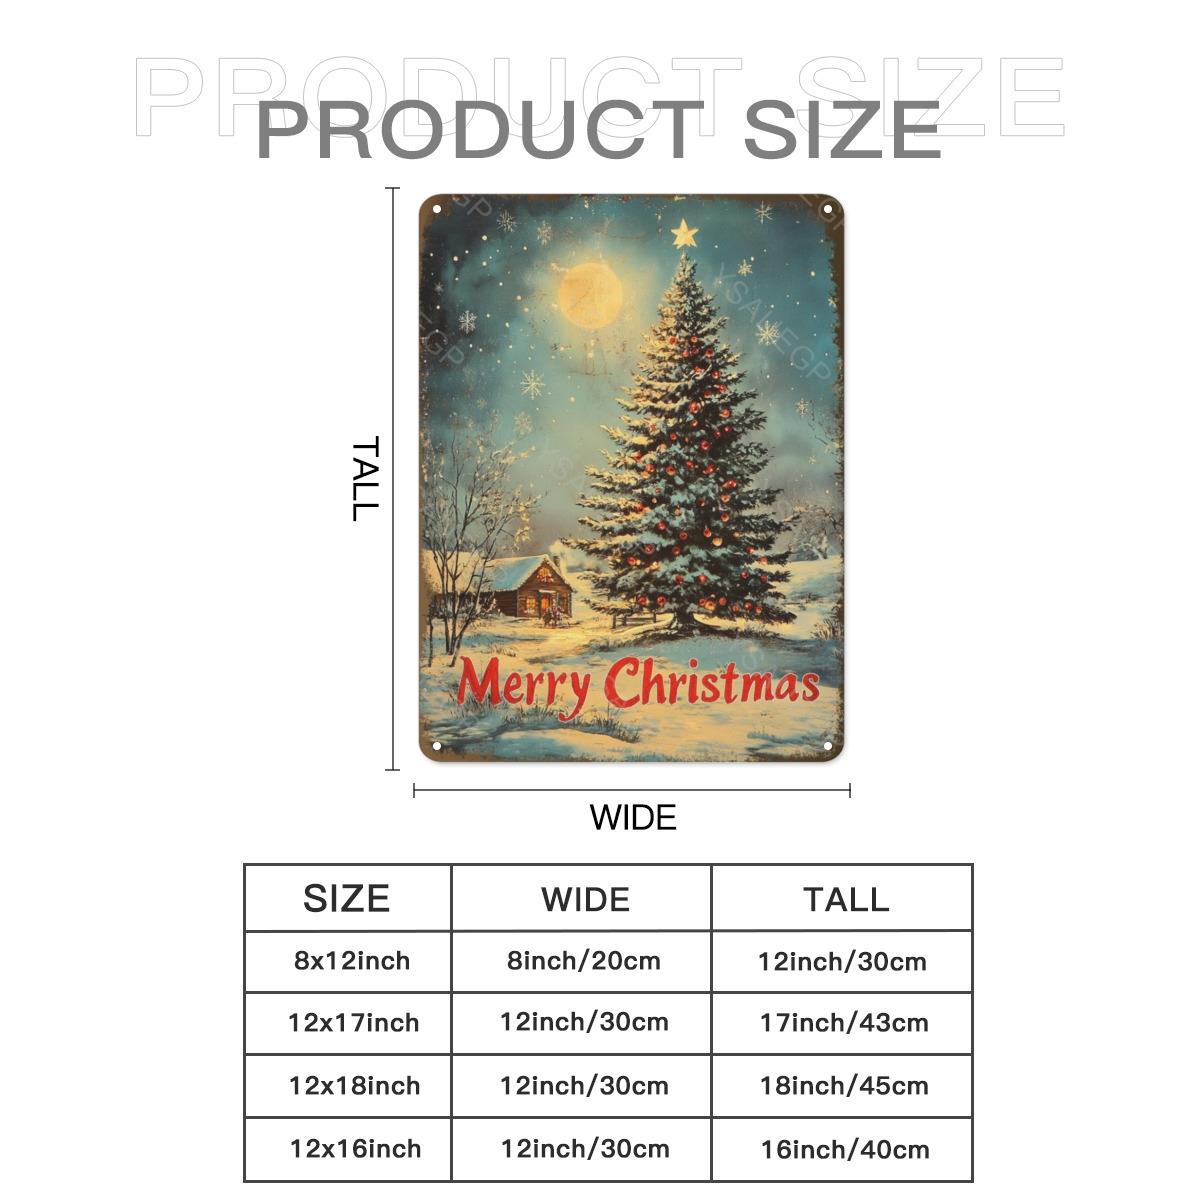 PRODUCT SIZE
PRODUCT SIZE
TALL
XSAUEGP
Merry Christmas
WIDE
SIZE WIDE TALL
8x12inch 8inch/20cm 12inch/30cm
12x17inch 12inch/30cm 17inch/43cm
12x18inch 12inch/30cm 18inch/45cm
12x16inch 12inch/30cm 16inch/40cm